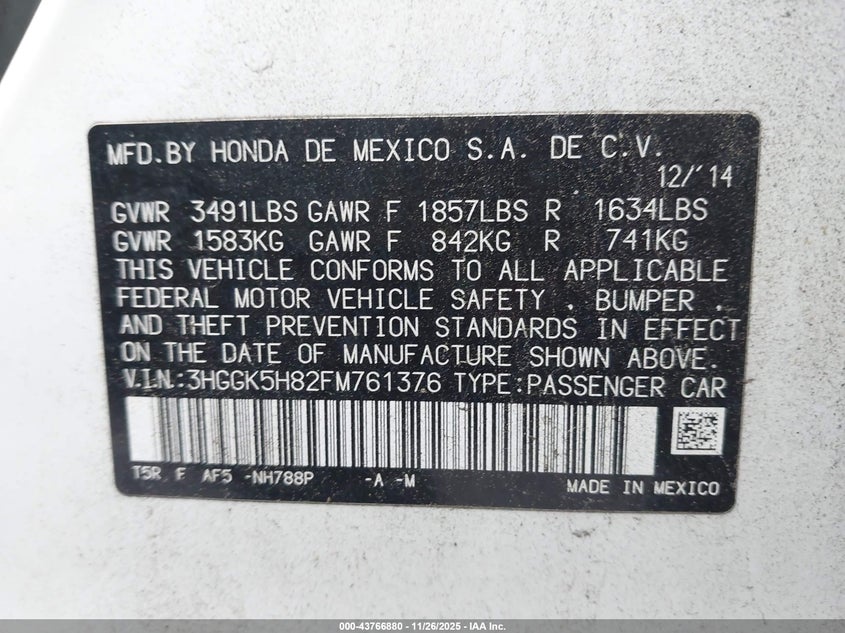 MFD.BY HONDA DE MEXICO S.A. DE C.V.
12/'14
GVWR 3491LBS GAWR F 1857LBS R 1634LBS
GVWR 1583KG GAWR F 842KG R 741KG
THIS VEHICLE CONFORMS TO ALL APPLICABLE
FEDERAL MOTOR VEHICLE SAFETY , BUMPER ,
AND THEFT PREVENTION STANDARDS IN EFFECT
ON THE DATE OF MANUFACTURE SHOWN ABOVE.
V.I.N.:3HGGK5H82FM761376 TYPE:PASSENGER CAR
T5R F AF5 -NH788P -A -M
MADE IN MEXICO
000-43766880 | 11/26/2025 - IAA Inc.